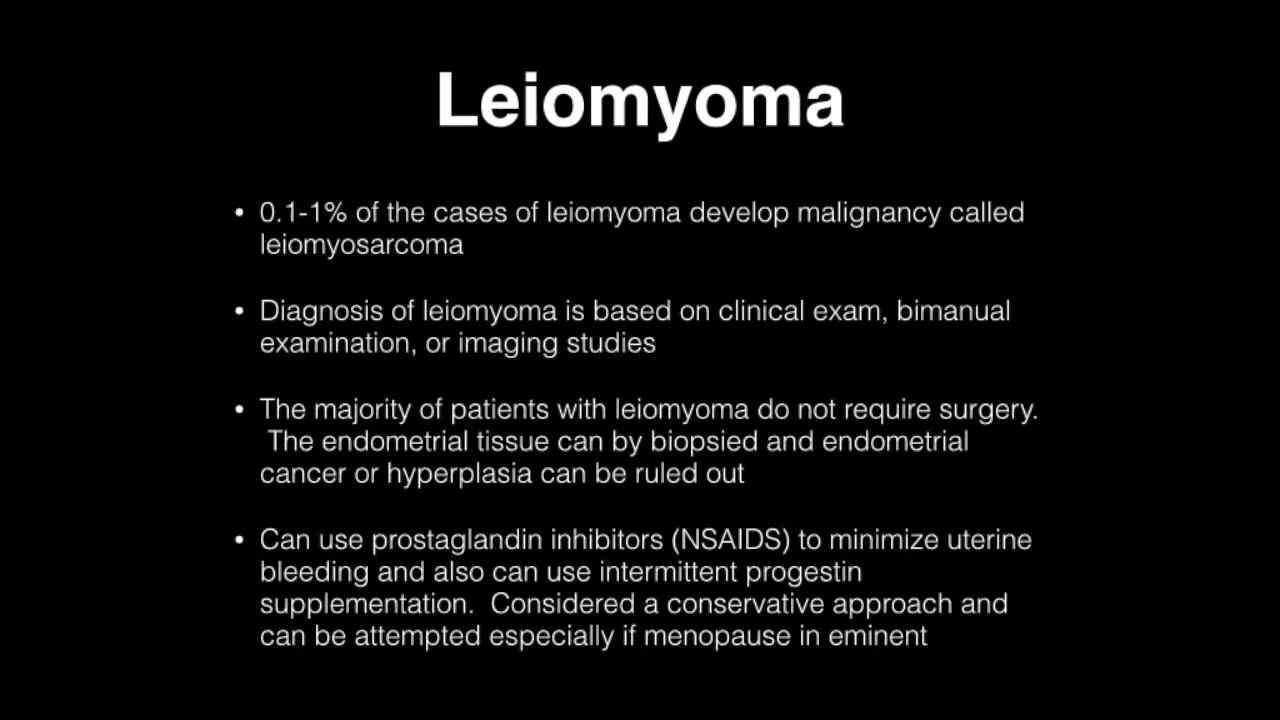 Leiomyoma
• 0.1-1% of the cases of leiomyoma develop malignancy called
leiomyosarcoma
• Diagnosis of leiomyoma is based on clinical exam, bimanual
examination, or imaging studies
• The majority of patients with leiomyoma do not require surgery.
The endometrial tissue can by biopsied and endometrial
cancer or hyperplasia can be ruled out
• Can use prostaglandin inhibitors (NSAIDS) to minimize uterine
bleeding and also can use intermittent progestin
supplementation.  Considered a conservative approach and
can be attempted especially if menopause in eminent